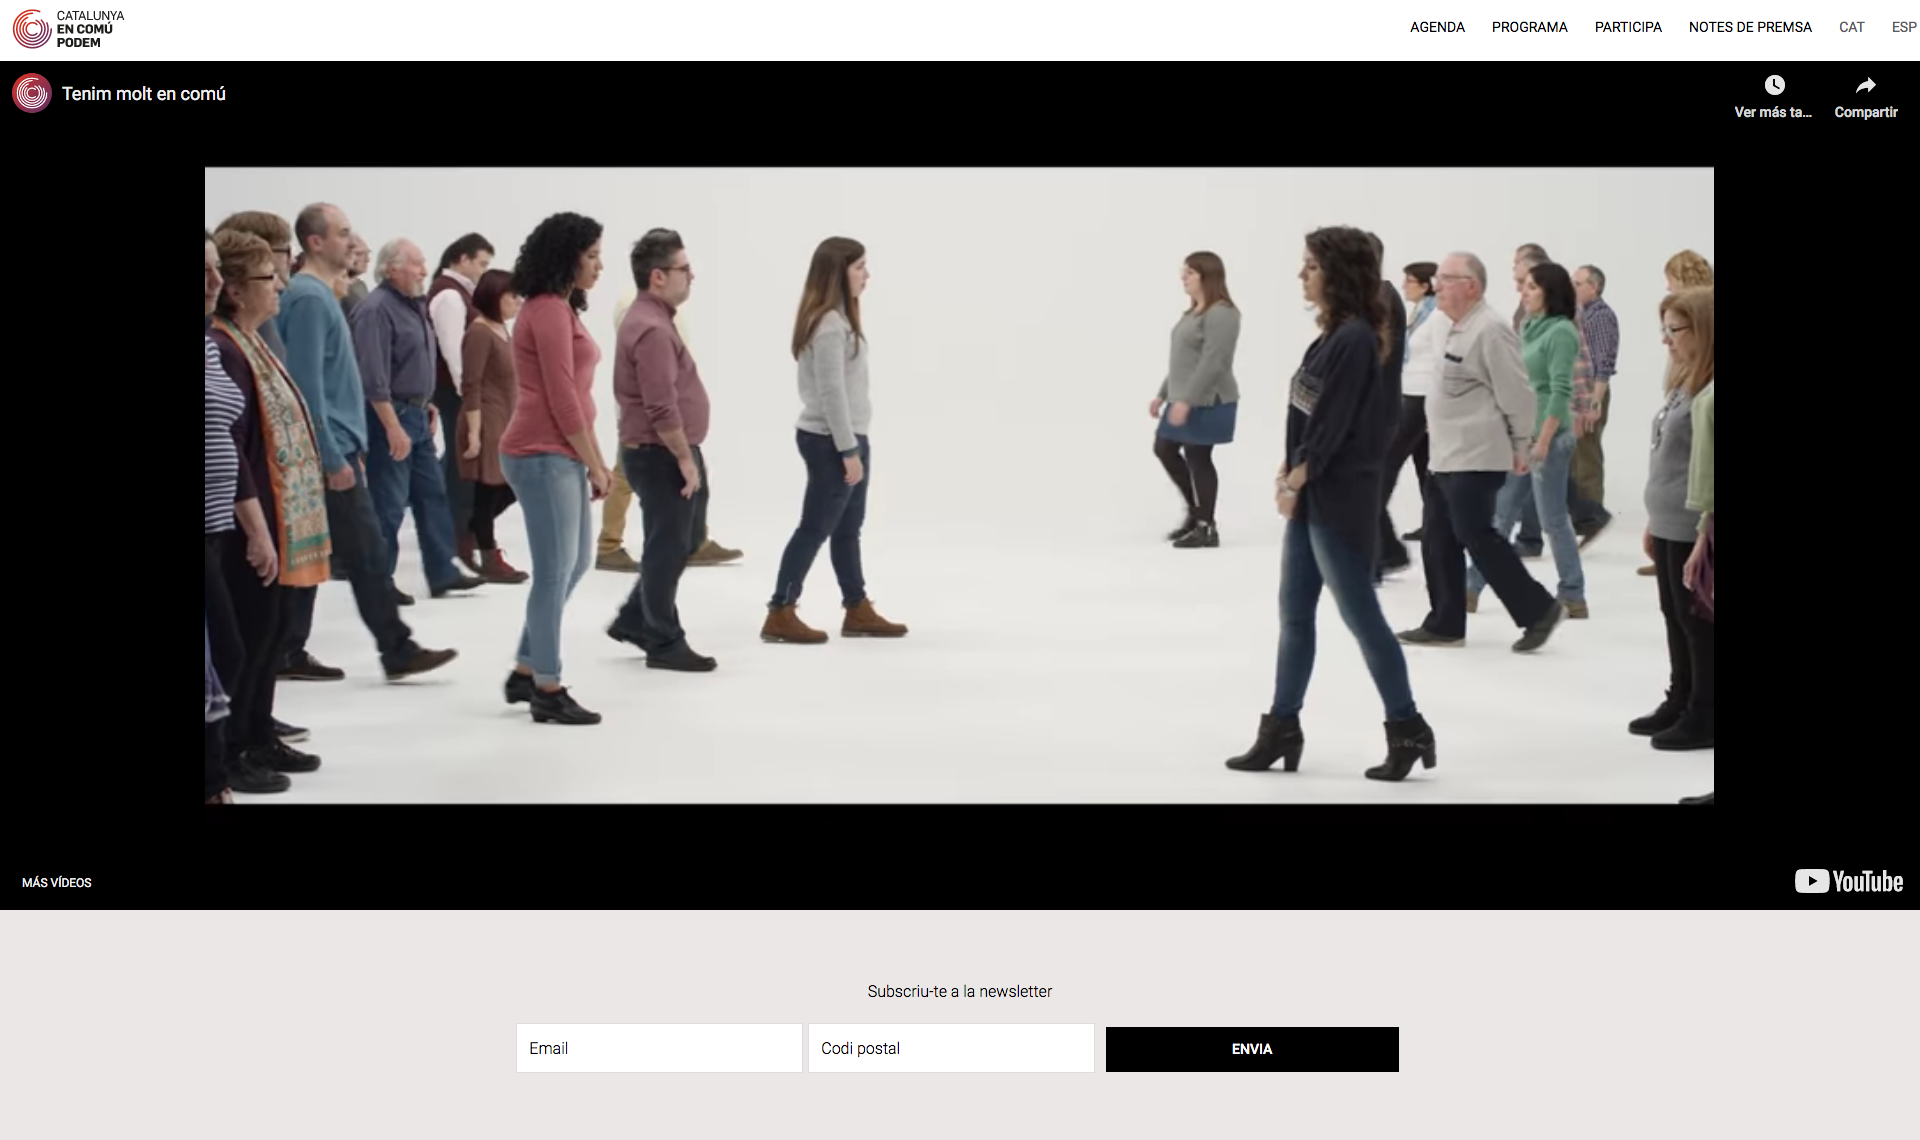 CATALUNYA
EN COMÚ
PODEM
AGENDA
PROGRAMA
PARTICIPA
NOTES DE PREMSA
CAT
ESP
Tenim molt en comú
Ver más ta...
Compartir
MÁS VÍDEOS
YouTube
Subscriu-te a la newsletter
Email
Codi postal
ENVIA